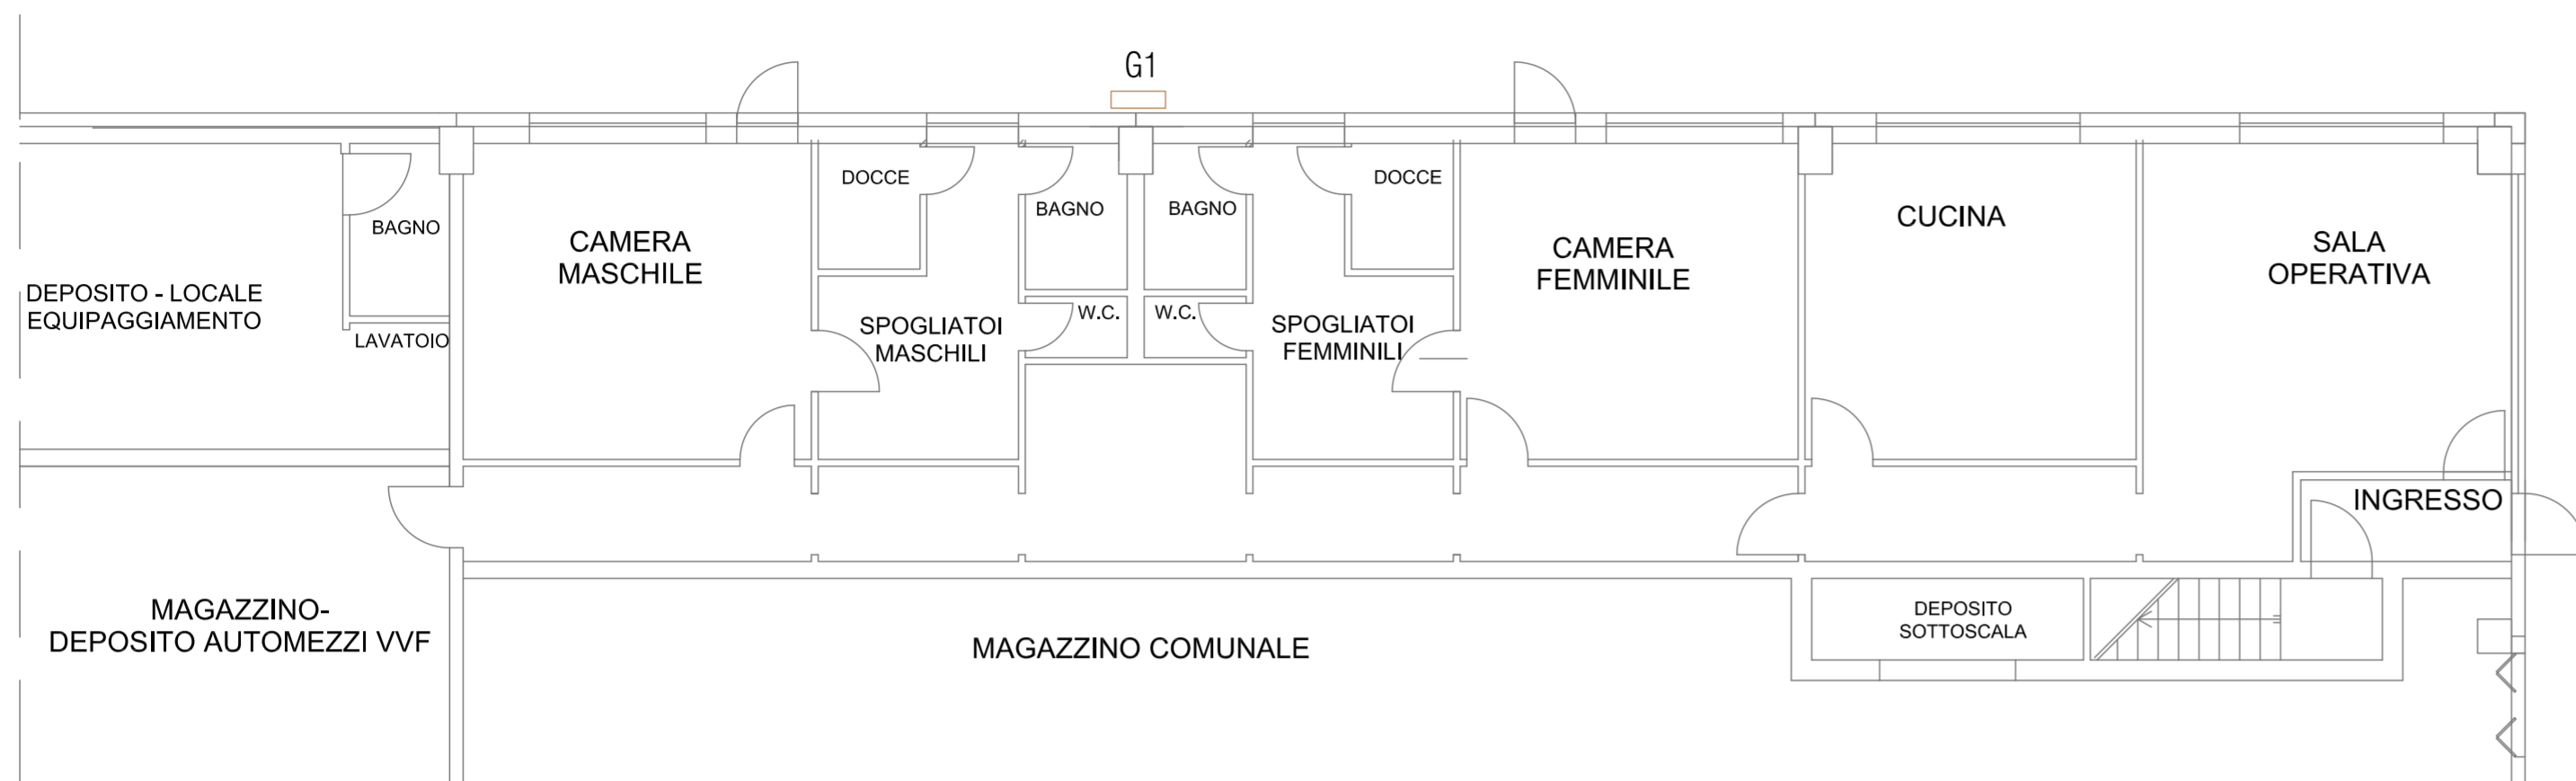 G1
DOCCE
DOCCE
BAGNO
BAGNO
BAGNO
CAMERA
MASCHILE
CAMERA
FEMMINILE
CUCINA
SALA
OPERATIVA
DEPOSITO - LOCALE
EQUIPAGGIAMENTO
LAVATOIO
SPOGLIATOI
MASCHILI
W.C.
W.C.
SPOGLIATOI
FEMMINILI
INGRESSO
MAGAZZINO-
DEPOSITO AUTOMEZZI VVF
MAGAZZINO COMUNALE
DEPOSITO
SOTTOSCALA